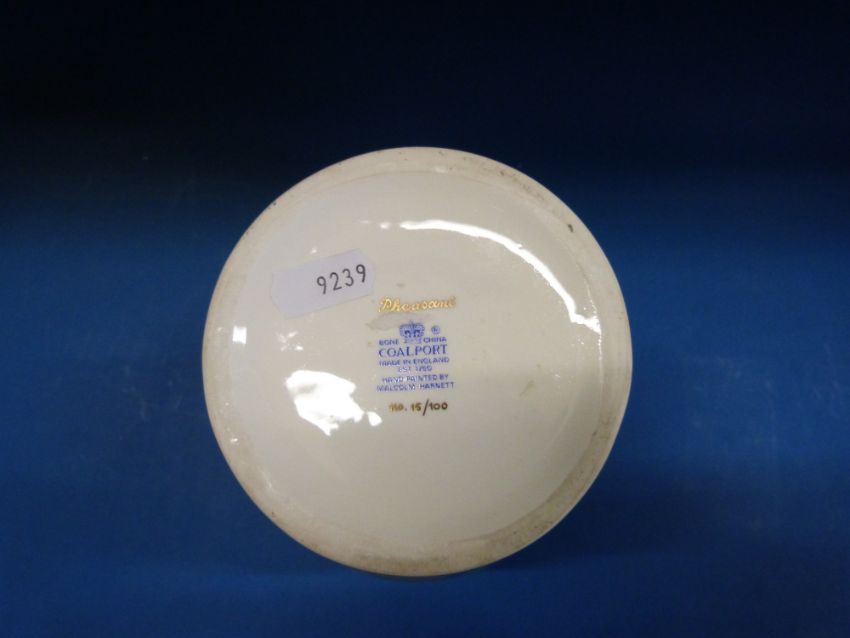 9239
Pheasant
BONE CHINA
COALPORT
MADE IN ENGLAND
EST. 1750
HAND PAINTED BY
MALCOLM HARNETT
No. 15/100